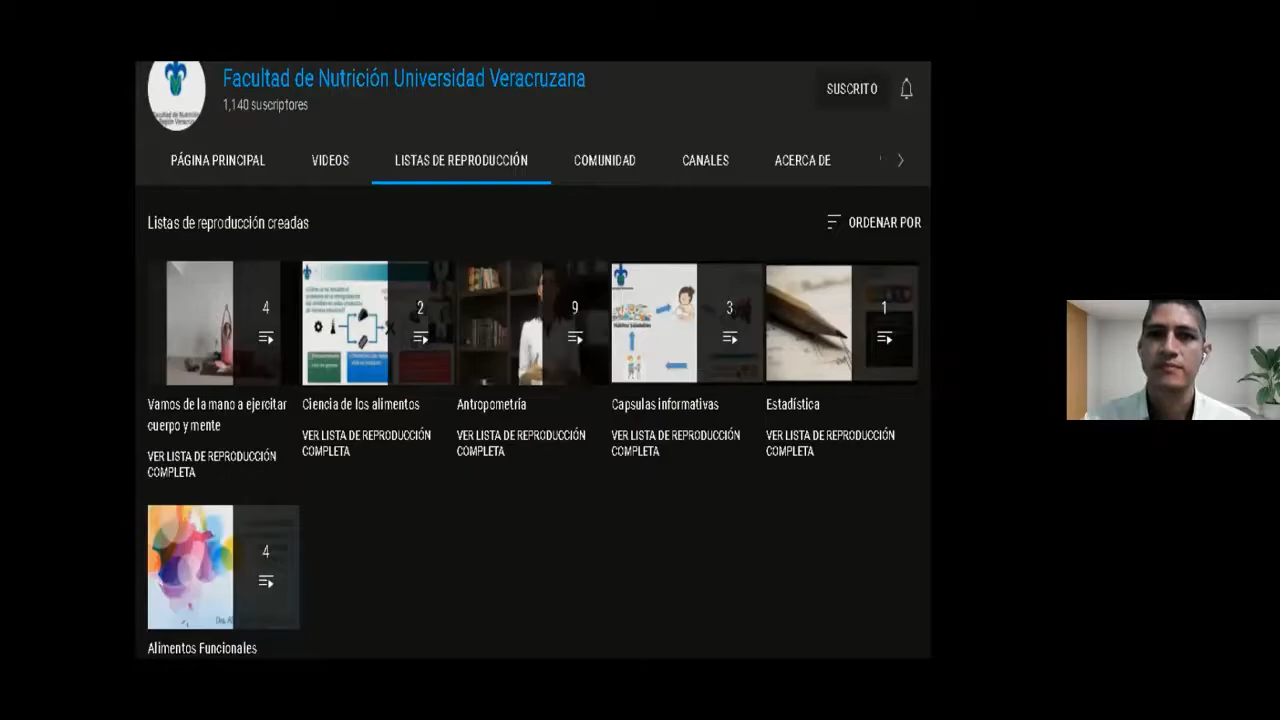 Facultad de Nutrición Universidad Veracruzana
1,140 suscriptores
SUSCRITO
PÁGINA PRINCIPAL
VIDEOS
LISTAS DE REPRODUCCIÓN
COMUNIDAD
CANALES
ACERCA DE
Listas de reproducción creadas
ORDENAR POR
4
2
9
3
1
Vamos de la mano a ejercitar
cuerpo y mente
VER LISTA DE REPRODUCCIÓN
COMPLETA
Ciencia de los alimentos
VER LISTA DE REPRODUCCIÓN
COMPLETA
Antropometría
VER LISTA DE REPRODUCCIÓN
COMPLETA
Capsulas informativas
VER LISTA DE REPRODUCCIÓN
COMPLETA
Estadística
VER LISTA DE REPRODUCCIÓN
COMPLETA
4
Alimentos Funcionales